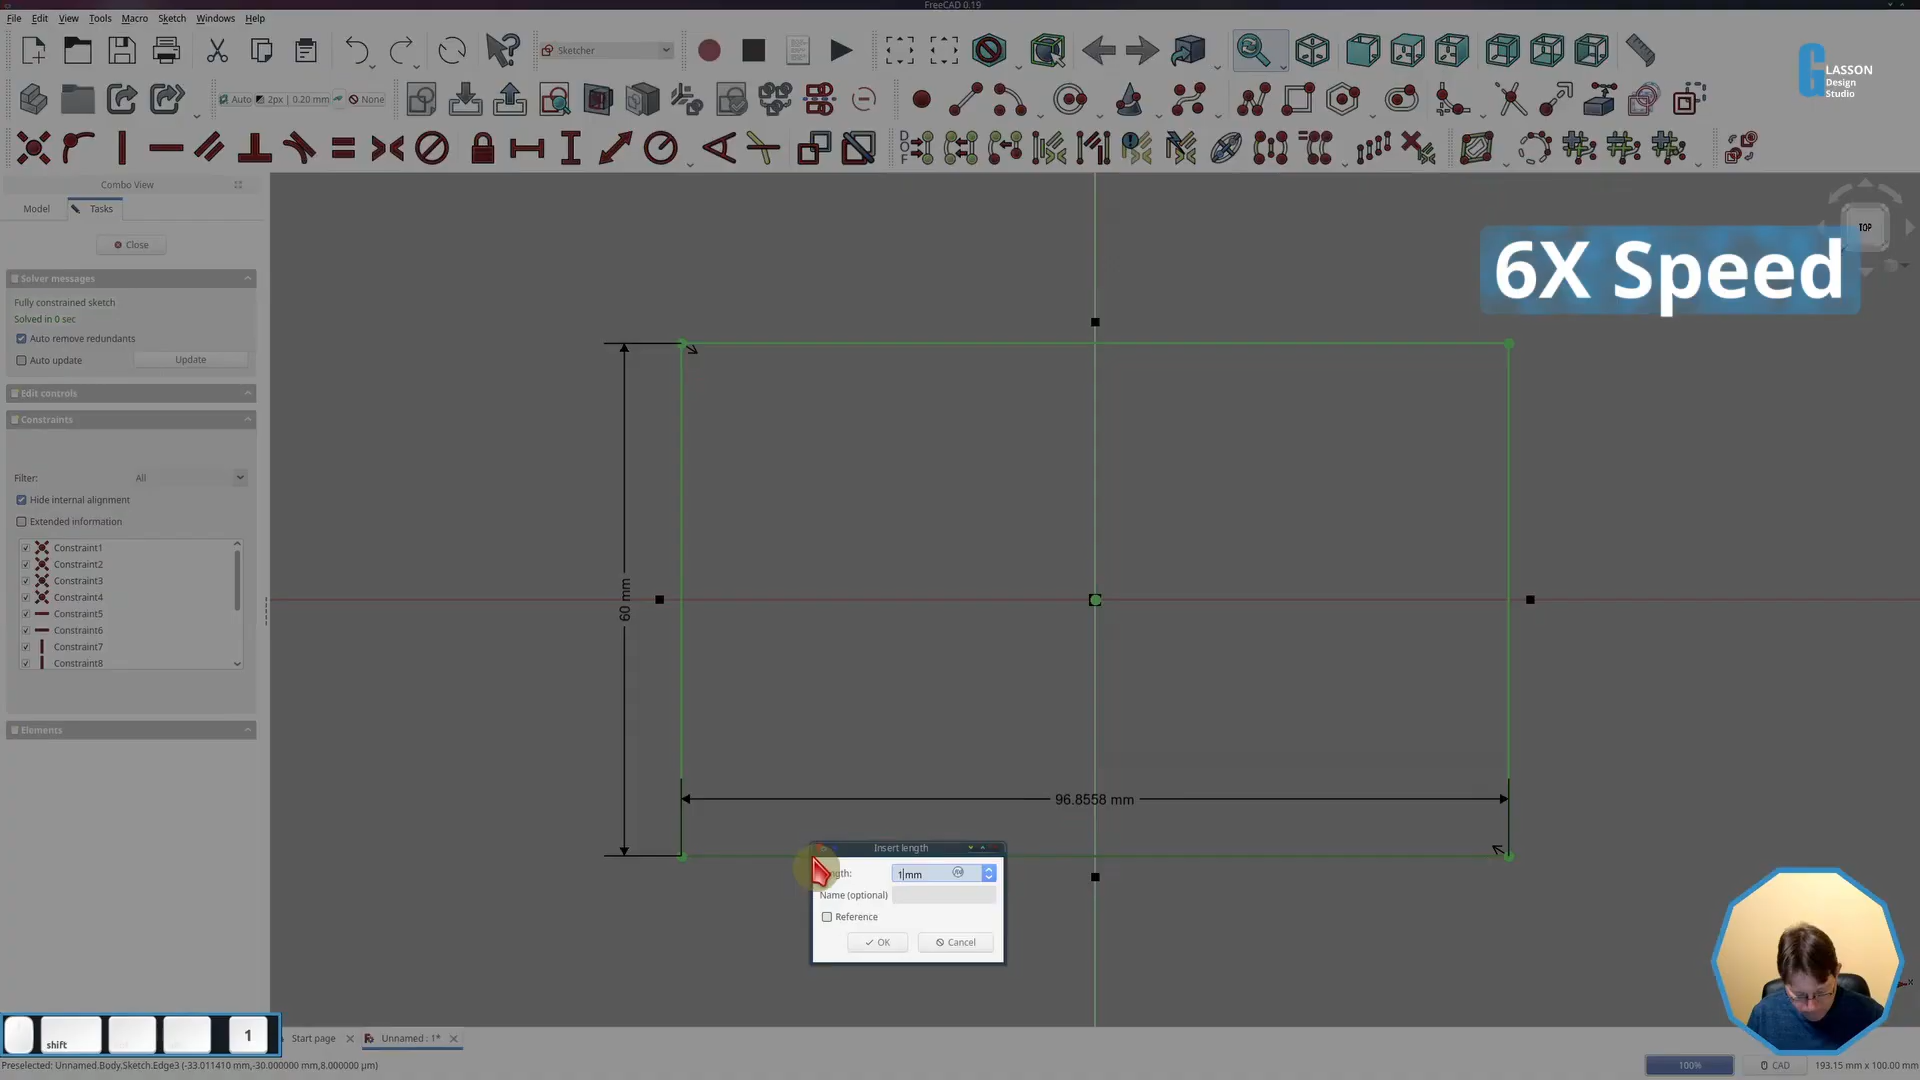 FreeCAD 0.19
File Edit View Tools Macro Sketch Windows Help
Sketcher
GLASSON
Design
Studio
Auto 2px | 0.20 mm None
DOF
Combo View
Model Tasks
Close
TOP
6X Speed
Solver messages
Fully constrained sketch
Solved in 0 sec
Auto remove redundants
Auto update Update
Edit controls
Constraints
Filter: All
Hide internal alignment
Extended information
Constraint1
Constraint2
Constraint3
Constraint4
Constraint5
Constraint6
Constraint7
Constraint8
Elements
60 mm
96.8558 mm
Insert length
1 mm
Name (optional)
Reference
OK Cancel
shift 1
Start page Unnamed : 1*
Preselected: Unnamed.Body.Sketch.Edge3 (-33.011410 mm,-30.000000 mm,8.000000 µm)
100% CAD 193.15 mm x 100.00 mm